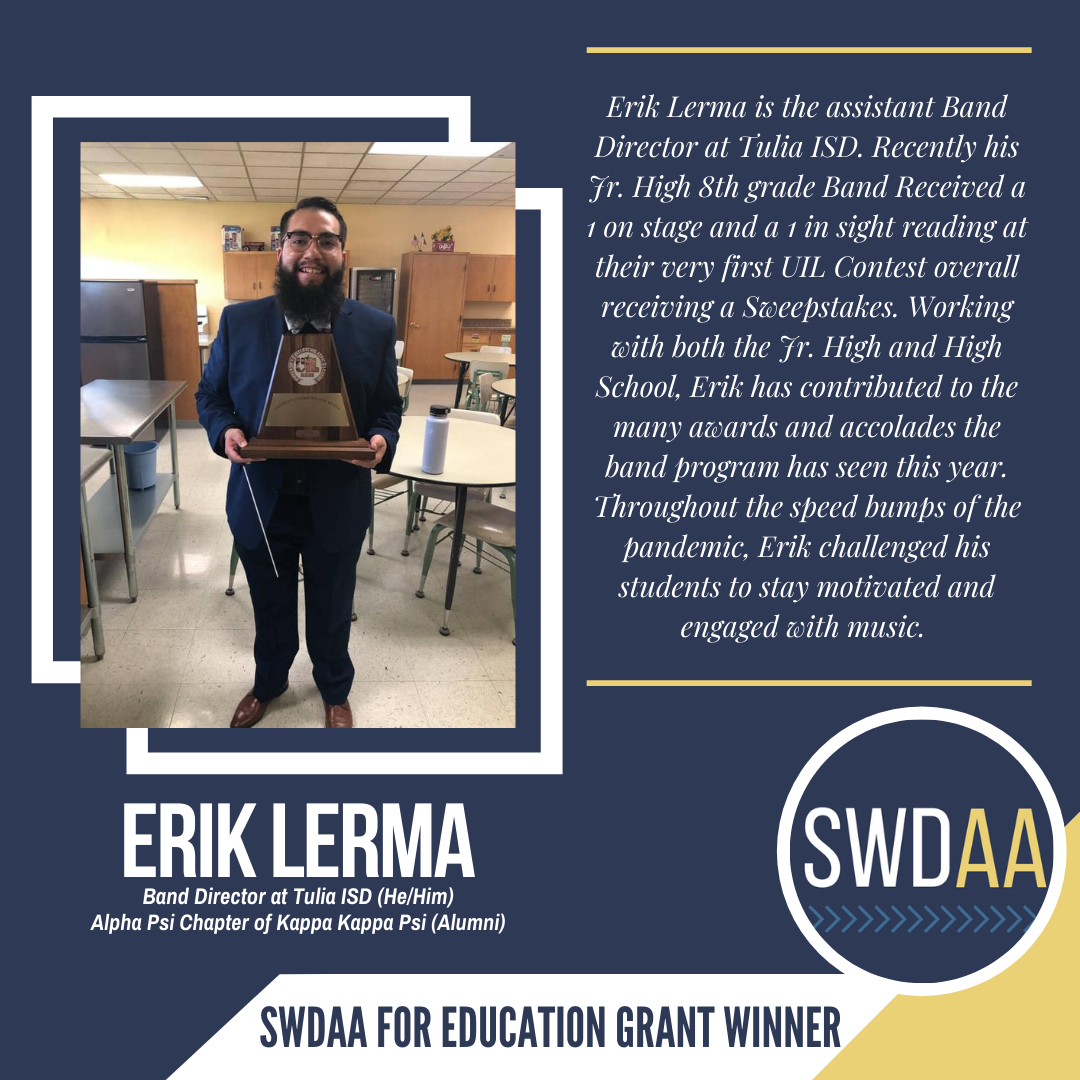 Erik Lerma is the assistant Band
Director at Tulia ISD. Recently his
Jr. High 8th grade Band Received a
1 on stage and a 1 in sight reading at
their very first UIL Contest overall
receiving a Sweepstakes. Working
with both the Jr. High and High
School, Erik has contributed to the
many awards and accolades the
band program has seen this year.
Throughout the speed bumps of the
pandemic, Erik challenged his
students to stay motivated and
engaged with music.
ERIK LERMA
Band Director at Tulia ISD (He/Him)
Alpha Psi Chapter of Kappa Kappa Psi (Alumni)
SWDAA
SWDAA FOR EDUCATION GRANT WINNER